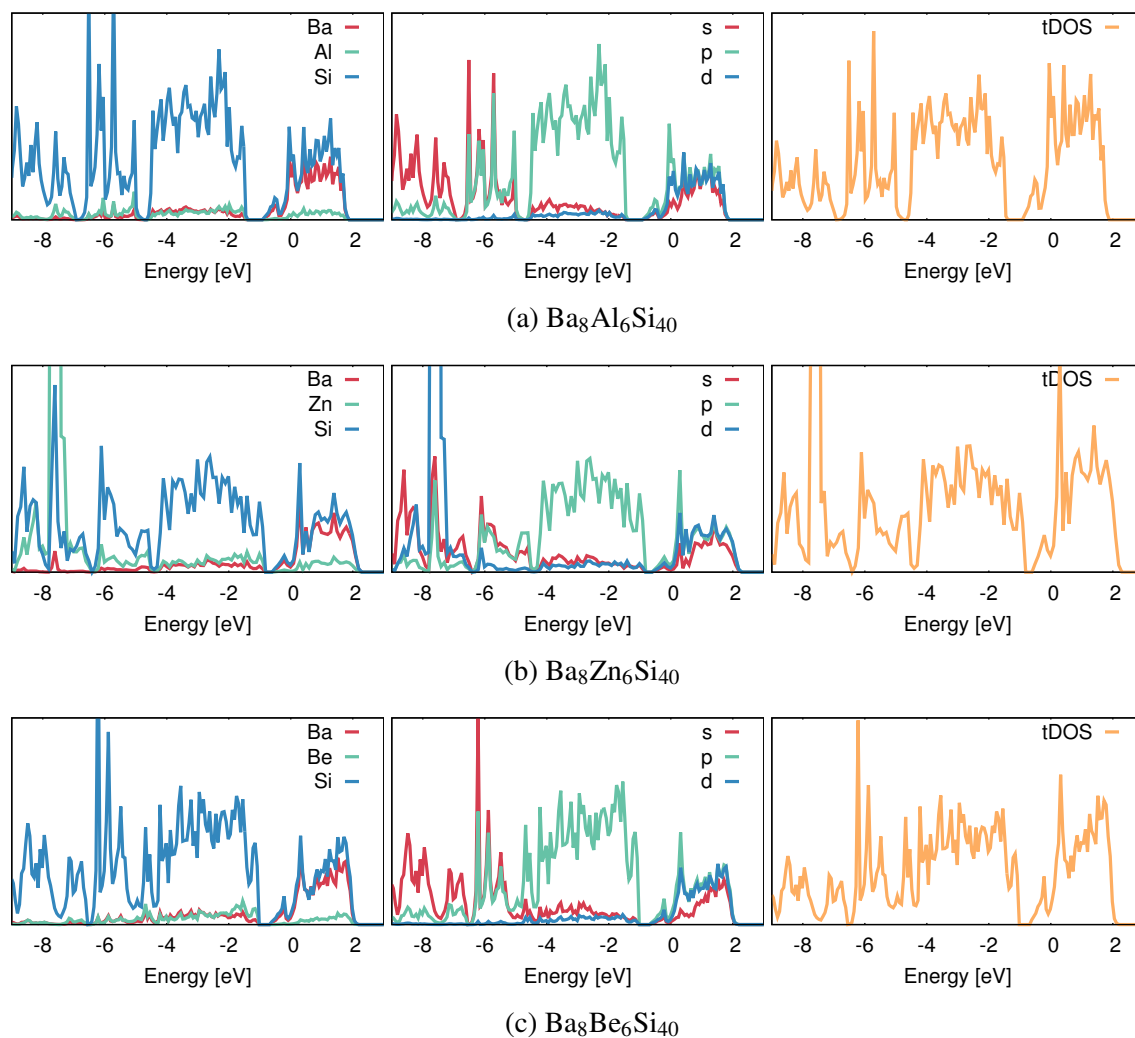 Ba
Al
Si
s
p
d
tDOS
-8 -6 -4 -2 0 2
-8 -6 -4 -2 0 2
-8 -6 -4 -2 0 2
Energy [eV]
Energy [eV]
Energy [eV]
(a) Ba₈Al₆Si₄₀
Ba
Zn
Si
s
p
d
tDOS
-8 -6 -4 -2 0 2
-8 -6 -4 -2 0 2
-8 -6 -4 -2 0 2
Energy [eV]
Energy [eV]
Energy [eV]
(b) Ba₈Zn₆Si₄₀
Ba
Be
Si
s
p
d
tDOS
-8 -6 -4 -2 0 2
-8 -6 -4 -2 0 2
-8 -6 -4 -2 0 2
Energy [eV]
Energy [eV]
Energy [eV]
(c) Ba₈Be₆Si₄₀